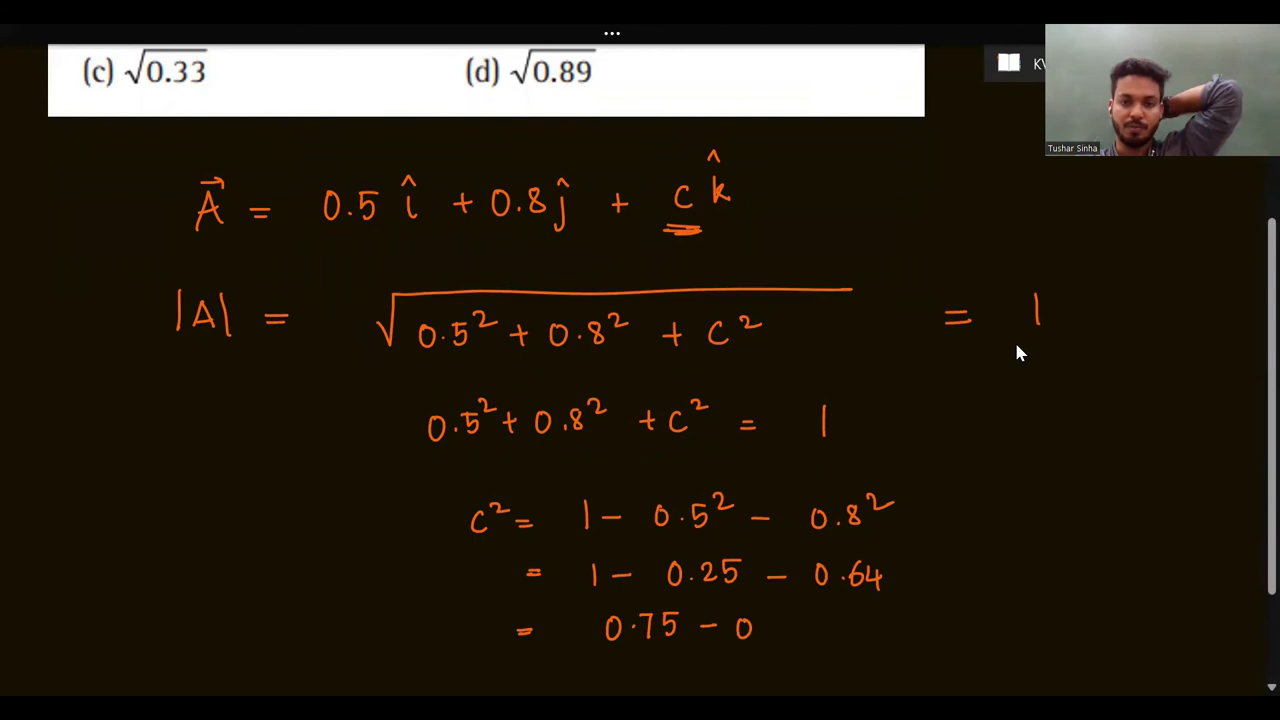 ...
(c) √0.33 (d) √0.89
KV
Tushar Sinha
A⃗ = 0.5 î + 0.8 ĵ + c k̂
|A| = √(0.5² + 0.8² + c²) = 1
0.5² + 0.8² + c² = 1
c² = 1 - 0.5² - 0.8²
= 1 - 0.25 - 0.64
= 0.75 - 0